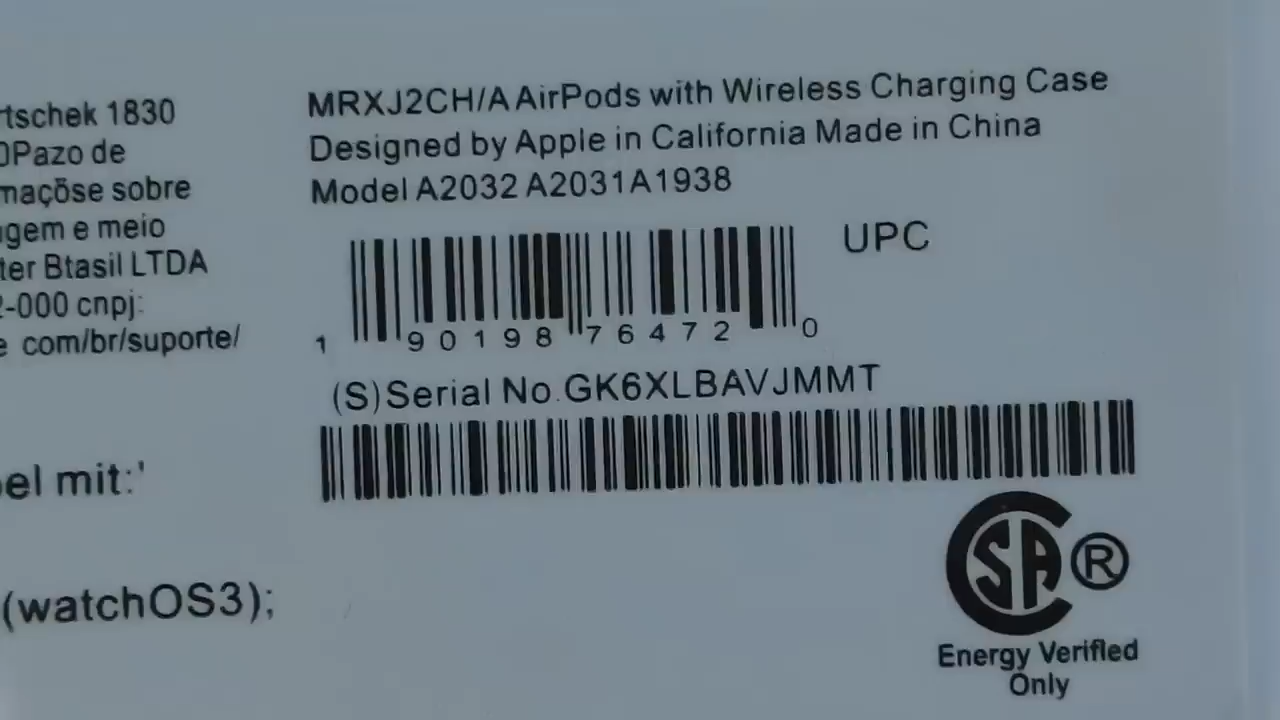 rtschek 1830
0Pazo de
maçõse sobre
gem e meio
ter Btasil LTDA
2-000 cnpj:
e com/br/suporte/
el mit:'
(watchOS3);
MRXJ2CH/A AirPods with Wireless Charging Case
Designed by Apple in California Made in China
Model A2032 A2031A1938
UPC
1 90198 76472 0
(S)Serial No.GK6XLBAVJMMT
SA ®
Energy Verified
Only